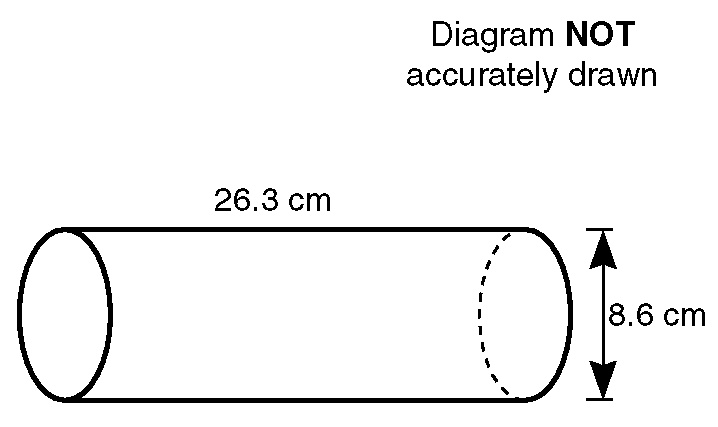 Diagram NOT
accurately drawn
26.3 cm
8.6 cm